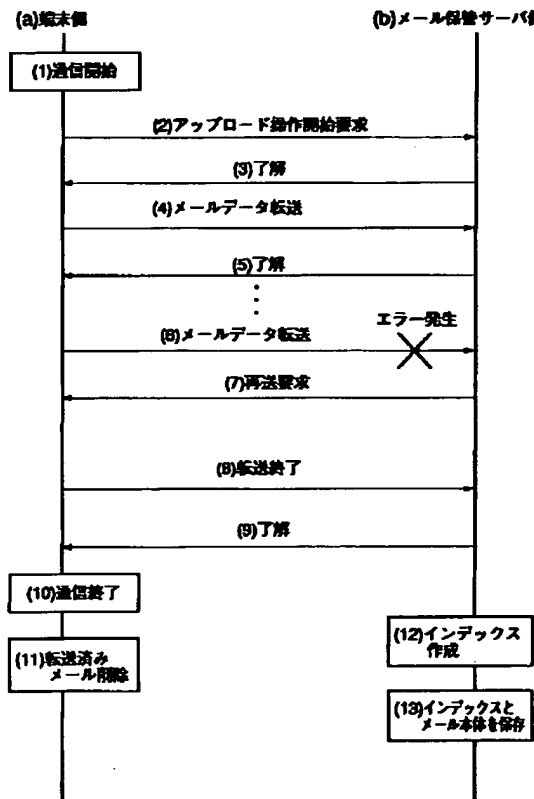 (a)端末側
(b)メール保管サーバ側
(1)通信開始
(2)アップロード操作開始要求
(3)了解
(4)メールデータ転送
(5)了解
エラー発生
(6)メールデータ転送
(7)再送要求
(8)転送終了
(9)了解
(10)通信終了
(11)転送済み
メール削除
(12)インデックス
作成
(13)インデックスと
メール本体を保存